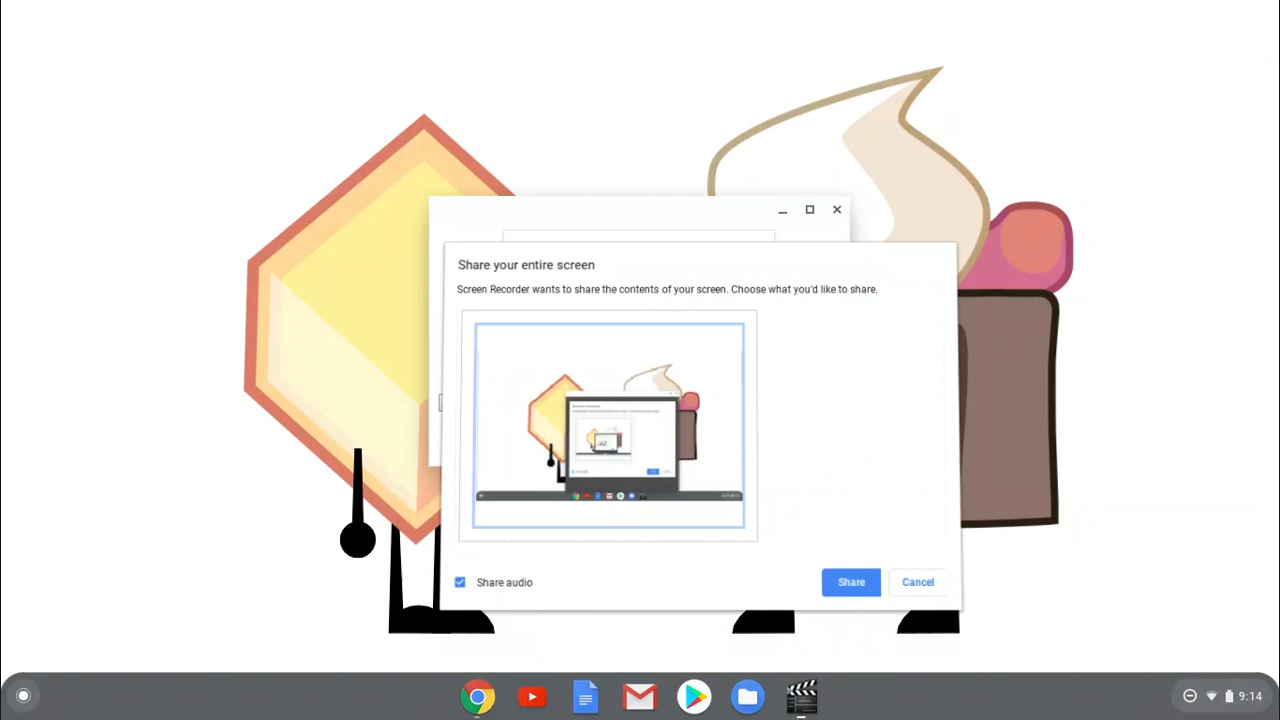 Share your entire screen
Screen Recorder wants to share the contents of your screen. Choose what you'd like to share.
Share audio
Share
Cancel
9:14